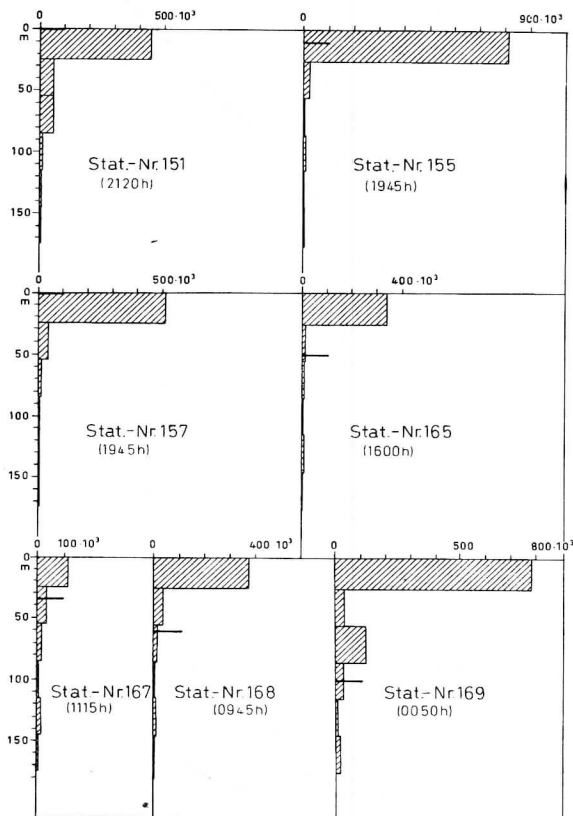 0 500·10³ 0 900·10³
0
m
50
100
150
Stat.-Nr.151
(2120h)
Stat.-Nr.155
(1945h)
0 500·10³ 0 400·10³
0
m
50
100
150
Stat.-Nr.157
(1945h)
Stat.-Nr.165
(1600h)
0 100·10³ 0 400·10³ 0 500 800·10³
0
m
50
100
150
Stat.-Nr.167
(1115h)
Stat.-Nr.168
(0945h)
Stat.-Nr.169
(0050h)